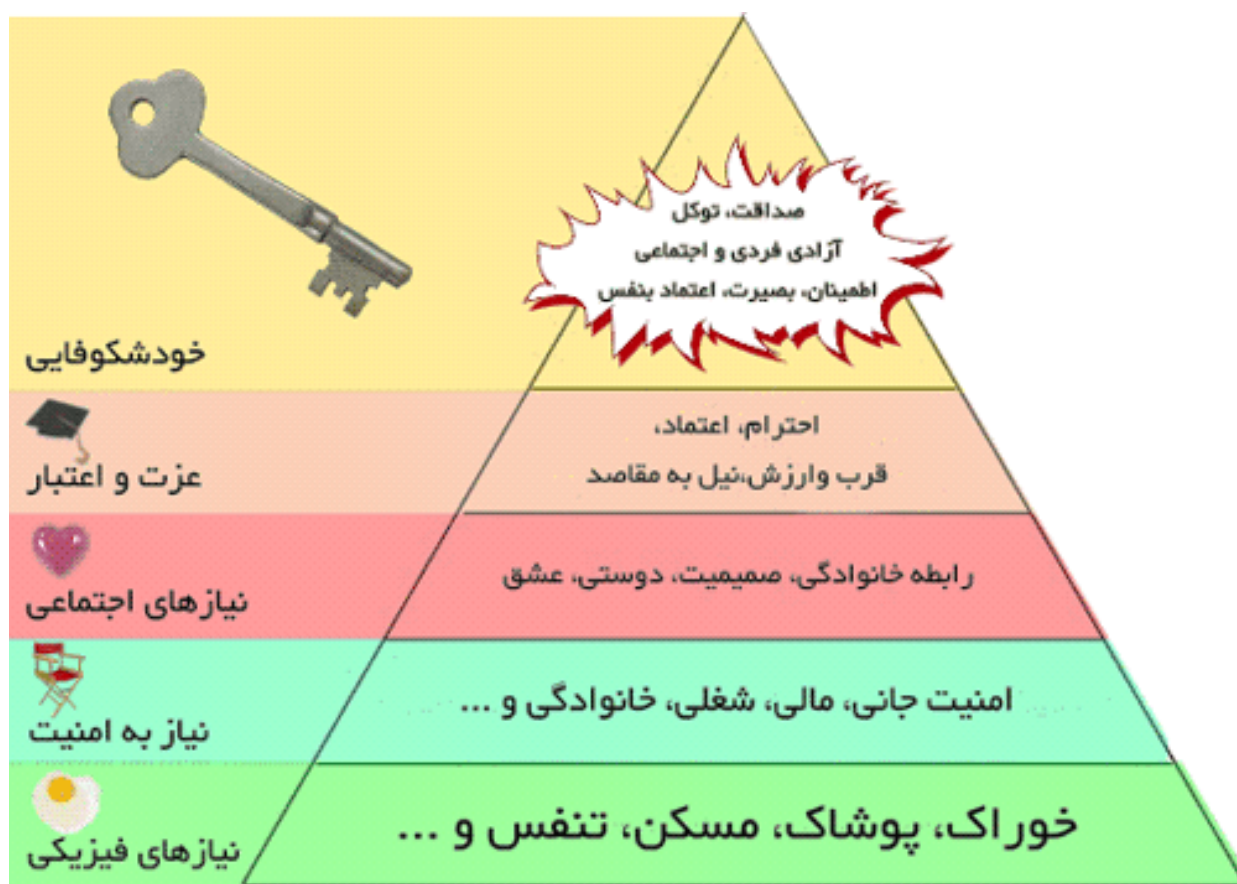 صداقت، توکل
آزادی فردی و اجتماعی
اطمینان، بصیرت، اعتماد بنفس
خودشکوفایی
احترام، اعتماد،
قرب وارزش،نیل به مقاصد
عزت و اعتبار
رابطه خانوادگی، صمیمیت، دوستی، عشق
نیازهای اجتماعی
امنیت جانی، مالی، شغلی، خانوادگی و ...
نیاز به امنیت
خوراک، پوشاک، مسکن، تنفس و ...
نیازهای فیزیکی